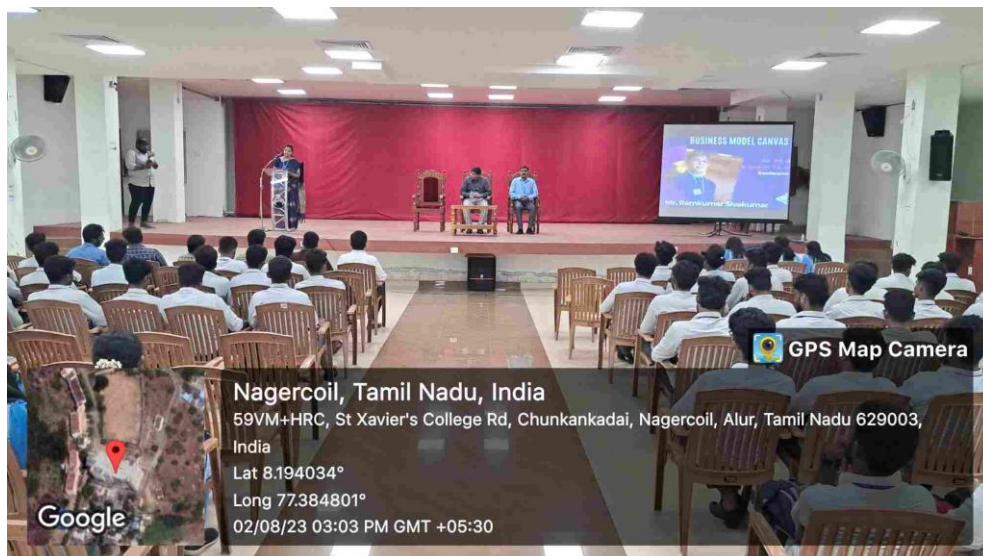 BUSINESS MODEL CANVAS
Mr. Ramkumar Sivakumar
GPS Map Camera
Nagercoil, Tamil Nadu, India
59VM+HRC, St Xavier's College Rd, Chunkankadai, Nagercoil, Alur, Tamil Nadu 629003,
India
Lat 8.194034°
Long 77.384801°
02/08/23 03:03 PM GMT +05:30
Google